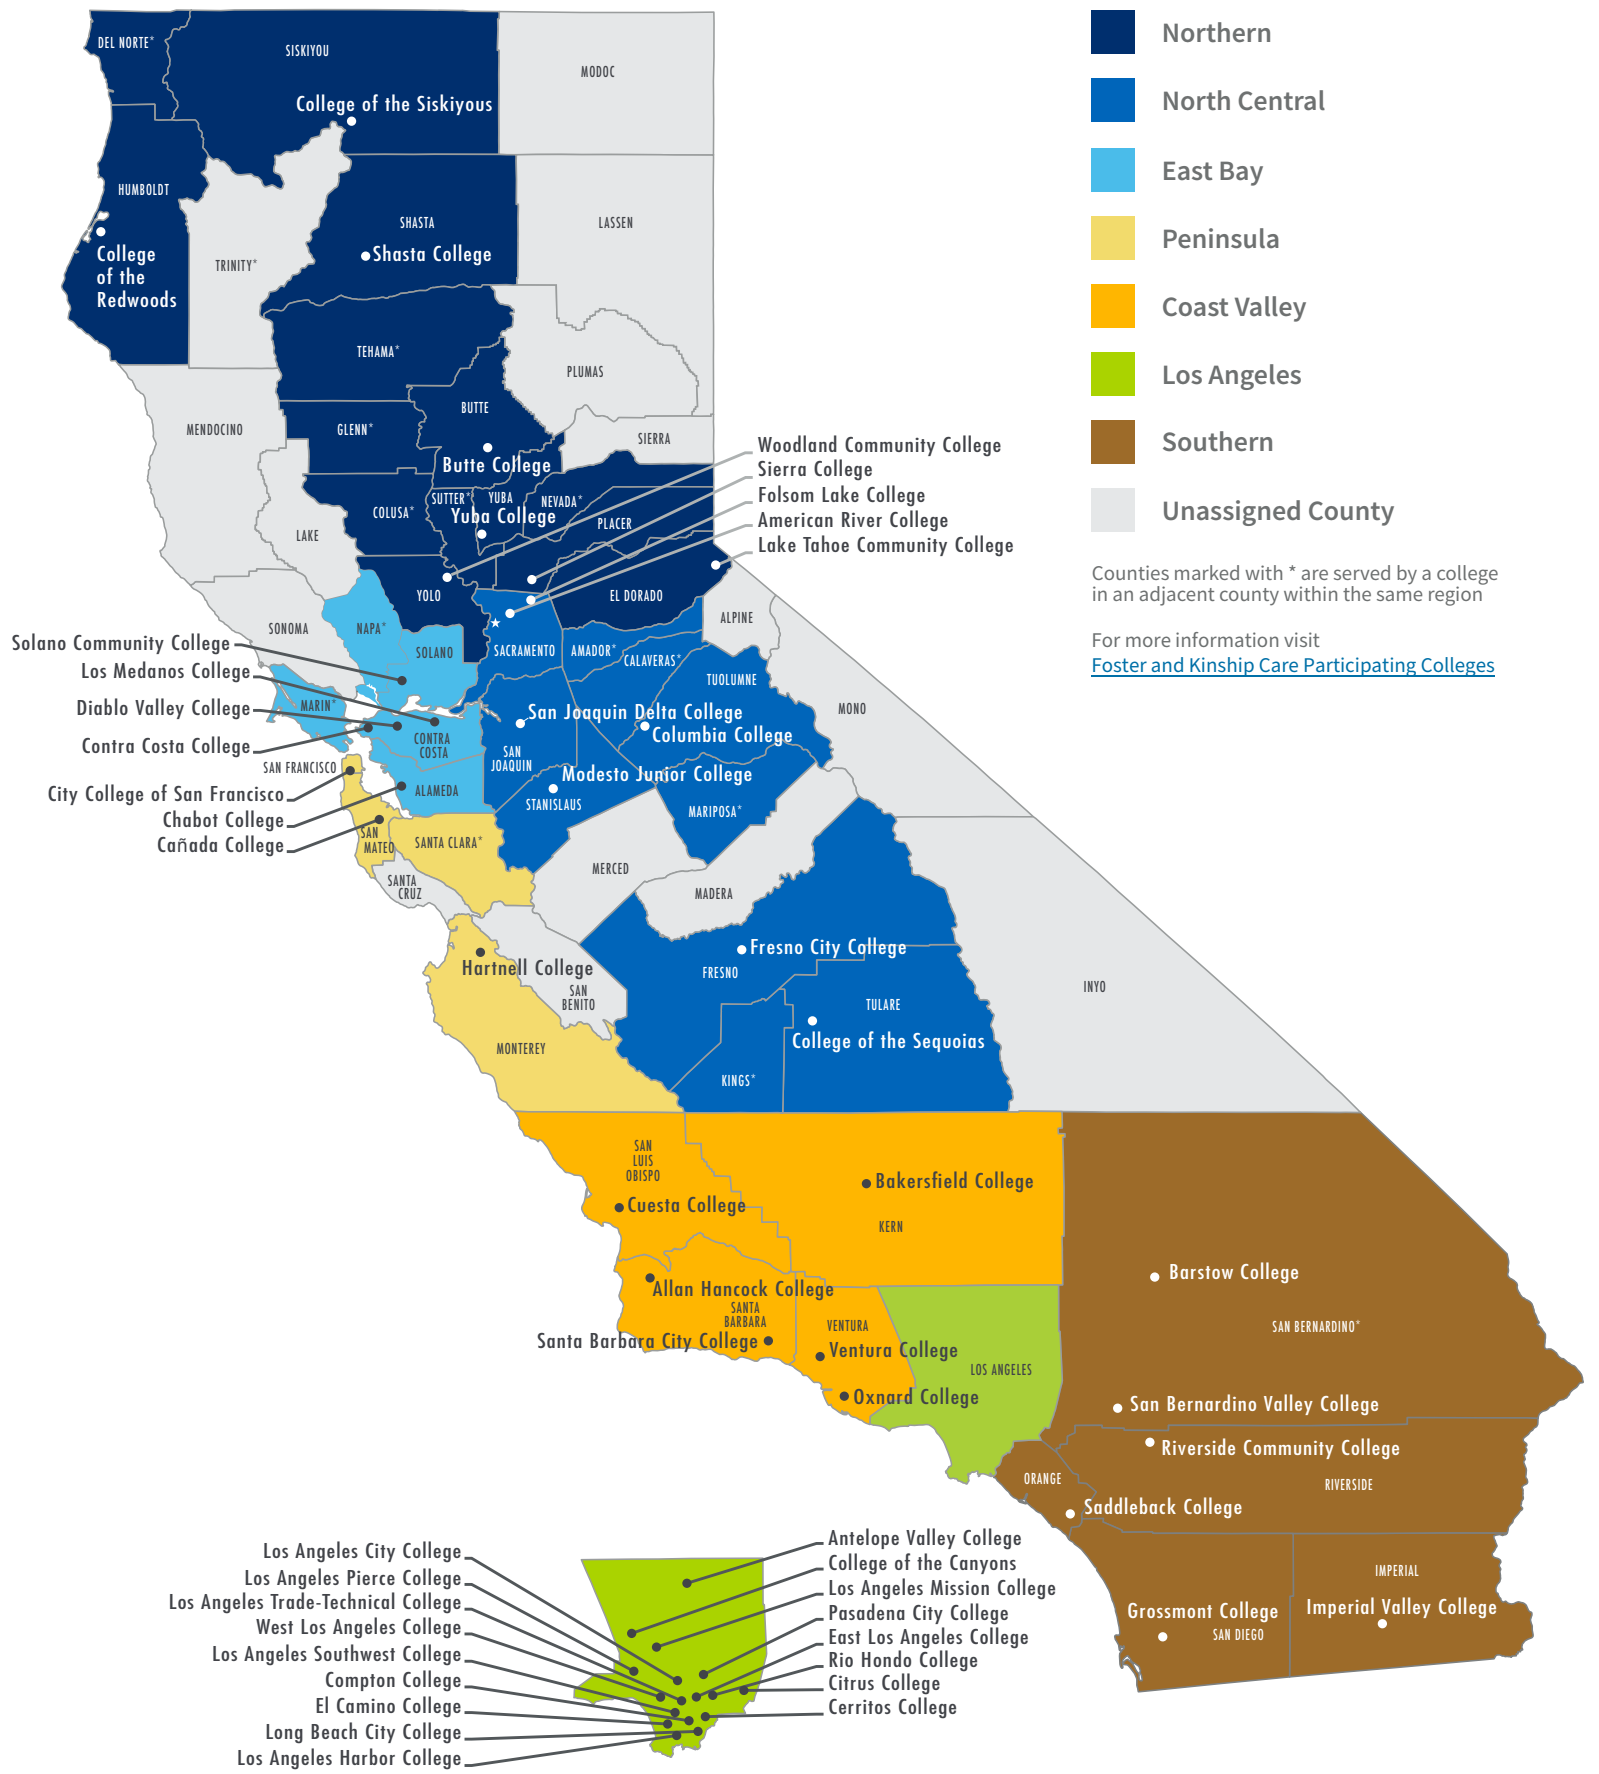 Northern
North Central
East Bay
Peninsula
Coast Valley
Los Angeles
Southern
Unassigned County
Counties marked with * are served by a college
in an adjacent county within the same region
For more information visit
Foster and Kinship Care Participating Colleges
DEL NORTE*
SISKIYOU
MODOC
College of the Siskiyous
HUMBOLDT
SHASTA
LASSEN
College
of the
Redwoods
Shasta College
TRINITY*
TEHAMA*
PLUMAS
BUTTE
MENDOCINO
GLENN*
SIERRA
Butte College
SUTTER*
YUBA
NEVADA*
COLUSA*
Yuba College
PLACER
LAKE
Woodland Community College
Sierra College
Folsom Lake College
American River College
Lake Tahoe Community College
YOLO
EL DORADO
ALPINE
SONOMA
NAPA*
SOLANO
SACRAMENTO
AMADOR*
CALAVERAS*
TUOLUMNE
MONO
Solano Community College
Los Medanos College
Diablo Valley College
Contra Costa College
MARIN*
CONTRA
COSTA
SAN
JOAQUIN
San Joaquin Delta College
Columbia College
SAN FRANCISCO
City College of San Francisco
Chabot College
Cañada College
ALAMEDA
Modesto Junior College
STANISLAUS
MARIPOSA*
SAN
MATEO
SANTA CLARA*
SANTA
CRUZ
MERCED
MADERA
Fresno City College
FRESNO
Hartnell College
SAN
BENITO
INYO
TULARE
College of the Sequoias
MONTEREY
KINGS*
SAN
LUIS
OBISPO
Bakersfield College
Cuesta College
KERN
Allan Hancock College
SANTA
BARBARA
Santa Barbara City College
VENTURA
Ventura College
LOS ANGELES
Oxnard College
Barstow College
SAN BERNARDINO*
San Bernardino Valley College
Riverside Community College
ORANGE
RIVERSIDE
Saddleback College
IMPERIAL
Grossmont College
Imperial Valley College
SAN DIEGO
Los Angeles City College
Los Angeles Pierce College
Los Angeles Trade-Technical College
West Los Angeles College
Los Angeles Southwest College
Compton College
El Camino College
Long Beach City College
Los Angeles Harbor College
Antelope Valley College
College of the Canyons
Los Angeles Mission College
Pasadena City College
East Los Angeles College
Rio Hondo College
Citrus College
Cerritos College